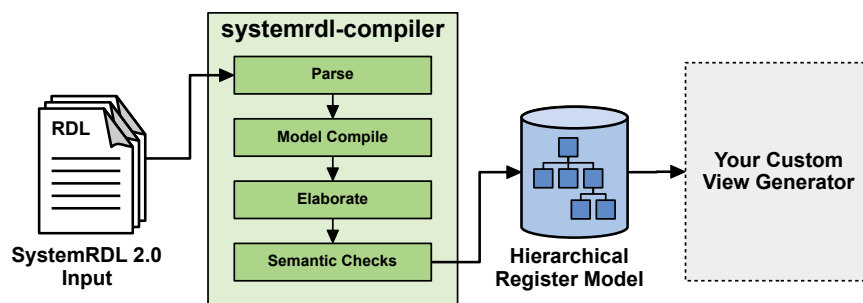 systemrdl-compiler
Parse
RDL
Model Compile
Elaborate
Semantic Checks
SystemRDL 2.0
Input
Hierarchical
Register Model
Your Custom
View Generator